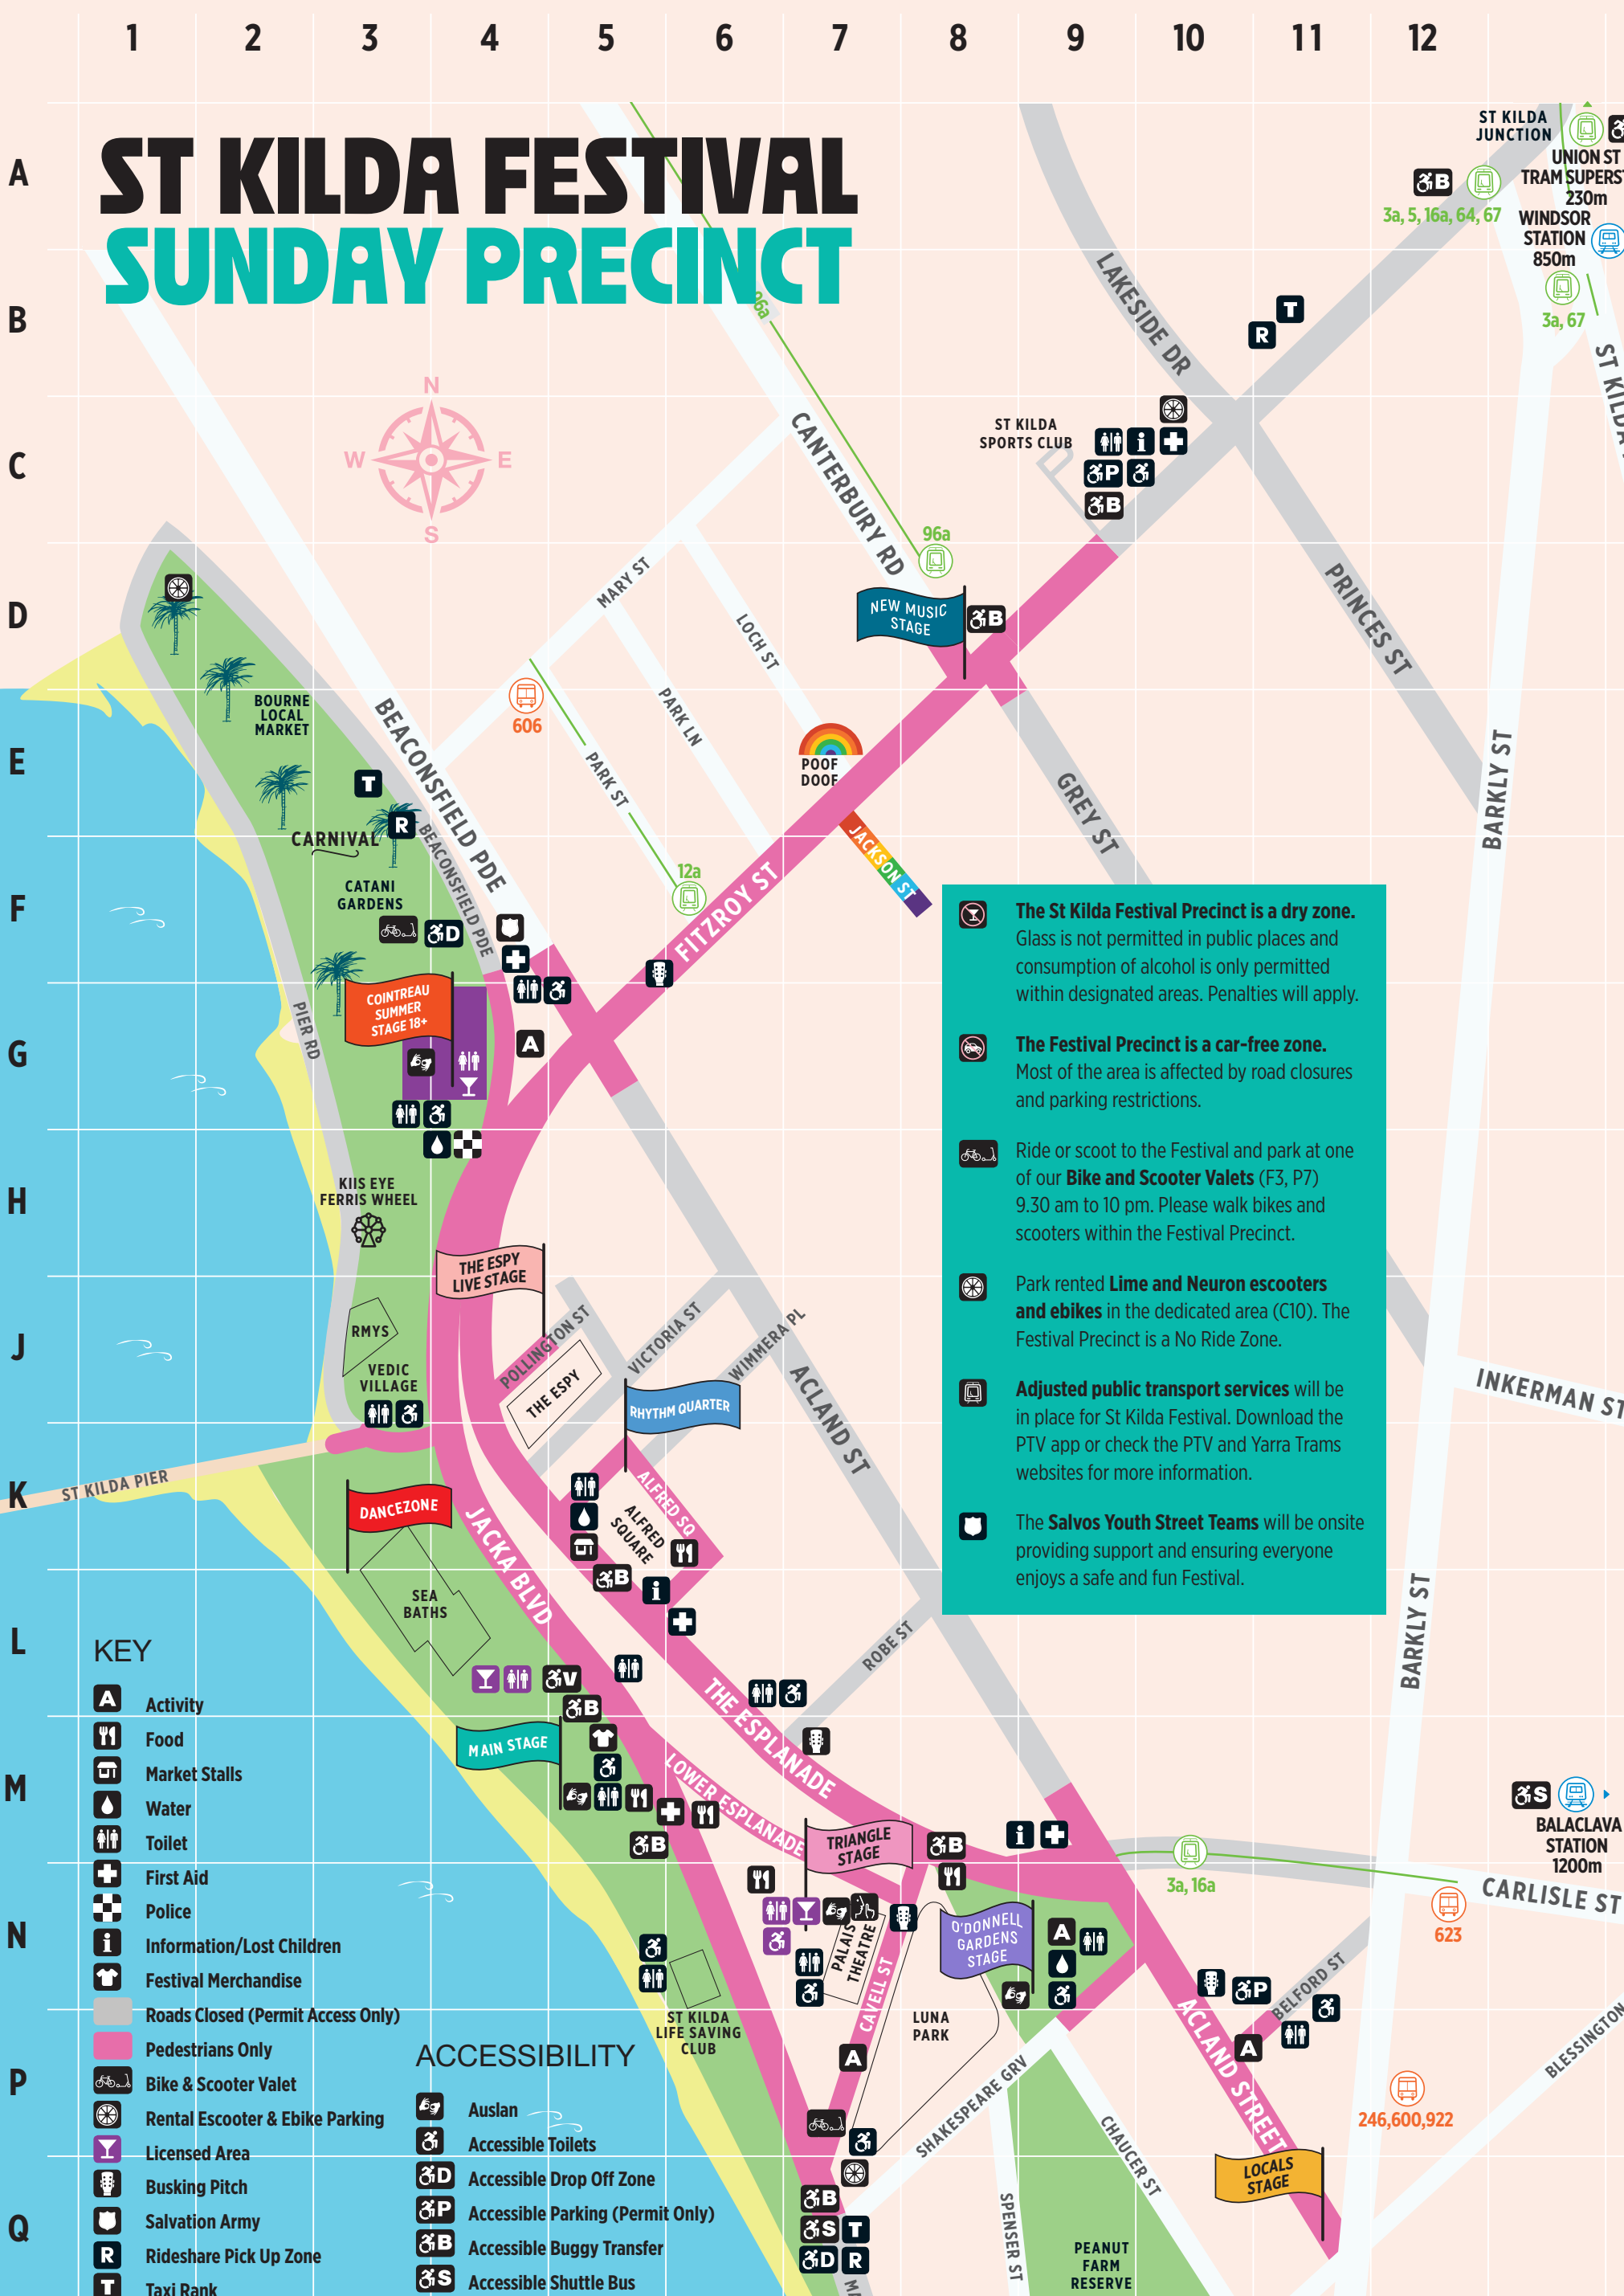 1 2 3 4 5 6 7 8 9 10 11 12
A
B
C
D
E
F
G
H
J
K
L
M
N
P
Q
ST KILDA FESTIVAL
SUNDAY PRECINCT
N
W E
S
ST KILDA
JUNCTION
UNION ST
TRAM SUPERST
230m
B
3a, 5, 16a, 64, 67
WINDSOR
STATION
850m
3a, 67
ST KILDA
96a
LAKESIDE DR
T
R
CANTERBURY RD
ST KILDA
SPORTS CLUB
i
P
B
96a
NEW MUSIC
STAGE
B
PRINCES ST
MARY ST
LOCH ST
PARK LN
PARK ST
606
12a
BOURNE
LOCAL
MARKET
T
R
CARNIVAL
CATANI
GARDENS
D
BEACONSFIELD PDE
BEACONSFIELD PDE
POOF
DOOF
JACKSON ST
GREY ST
BARKLY ST
FITZROY ST
COINTREAU
SUMMER
STAGE 18+
PIER RD
A
KIIS EYE
FERRIS WHEEL
THE ESPY
LIVE STAGE
RMYS
VEDIC
VILLAGE
POLLINGTON ST
THE ESPY
VICTORIA ST
WIMMERA PL
RHYTHM QUARTER
ACLAND ST
INKERMAN ST
The St Kilda Festival Precinct is a dry zone.
Glass is not permitted in public places and
consumption of alcohol is only permitted
within designated areas. Penalties will apply.
The Festival Precinct is a car-free zone.
Most of the area is affected by road closures
and parking restrictions.
Ride or scoot to the Festival and park at one
of our Bike and Scooter Valets (F3, P7)
9.30 am to 10 pm. Please walk bikes and
scooters within the Festival Precinct.
Park rented Lime and Neuron escooters
and ebikes in the dedicated area (C10). The
Festival Precinct is a No Ride Zone.
Adjusted public transport services will be
in place for St Kilda Festival. Download the
PTV app or check the PTV and Yarra Trams
websites for more information.
The Salvos Youth Street Teams will be onsite
providing support and ensuring everyone
enjoys a safe and fun Festival.
ST KILDA PIER
DANCEZONE
JACKA BLVD
ALFRED SQ
ALFRED
SQUARE
B
i
SEA
BATHS
V
B
ROBE ST
BARKLY ST
THE ESPLANADE
MAIN STAGE
LOWER ESPLANADE
B
TRIANGLE
STAGE
B
i
S
BALACLAVA
STATION
1200m
3a, 16a
CARLISLE ST
623
PALAIS
THEATRE
CAVELL ST
O'DONNELL
GARDENS
STAGE
A
P
BELFORD ST
A
LUNA
PARK
ST KILDA
LIFE SAVING
CLUB
A
ACLAND STREET
BLESSINGTON
246,600,922
SHAKESPEARE GRV
CHAUCER ST
SPENSER ST
LOCALS
STAGE
PEANUT
FARM
RESERVE
B
S T
D R
MA
KEY
A Activity
Food
Market Stalls
Water
Toilet
First Aid
Police
i Information/Lost Children
Festival Merchandise
Roads Closed (Permit Access Only)
Pedestrians Only
Bike & Scooter Valet
Rental Escooter & Ebike Parking
Licensed Area
Busking Pitch
Salvation Army
R Rideshare Pick Up Zone
T Taxi Rank
ACCESSIBILITY
Auslan
Accessible Toilets
D Accessible Drop Off Zone
P Accessible Parking (Permit Only)
B Accessible Buggy Transfer
S Accessible Shuttle Bus